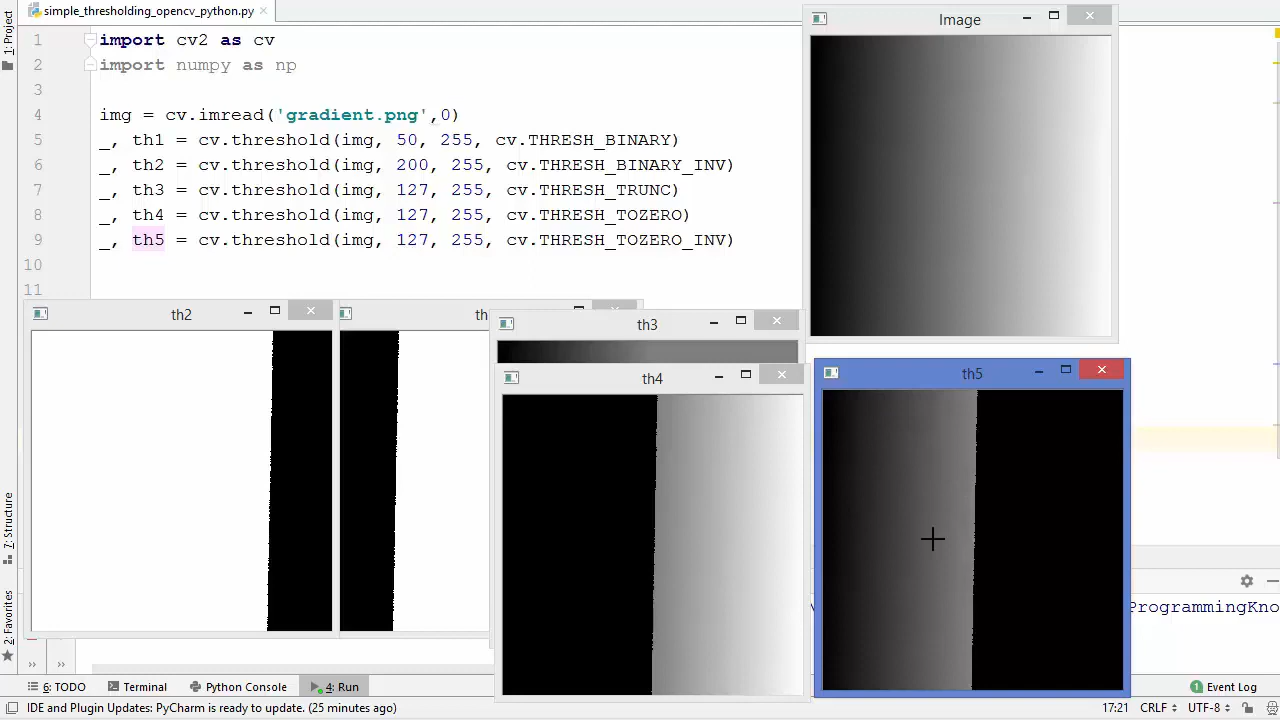 simple_thresholding_opencv_python.py
1: Project
1 import cv2 as cv
2 import numpy as np
3
4 img = cv.imread('gradient.png',0)
5 _, th1 = cv.threshold(img, 50, 255, cv.THRESH_BINARY)
6 _, th2 = cv.threshold(img, 200, 255, cv.THRESH_BINARY_INV)
7 _, th3 = cv.threshold(img, 127, 255, cv.THRESH_TRUNC)
8 _, th4 = cv.threshold(img, 127, 255, cv.THRESH_TOZERO)
9 _, th5 = cv.threshold(img, 127, 255, cv.THRESH_TOZERO_INV)
10
11
Image
th2
th
th3
th4
th5
7: Structure
2: Favorites
ProgrammingKno
6: TODO
Terminal
Python Console
4: Run
1 Event Log
IDE and Plugin Updates: PyCharm is ready to update. (25 minutes ago)
17:21
CRLF
UTF-8